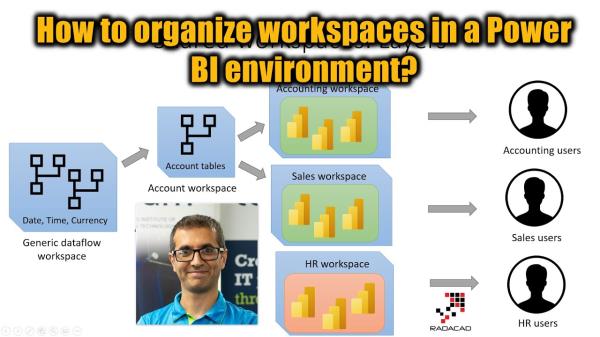 How to organize workspaces in a Power
BI environment?
Accounting workspace
Account tables
Account workspace
Date, Time, Currency
Generic dataflow
workspace
Sales workspace
HR workspace
Accounting users
Sales users
HR users
RADACAD